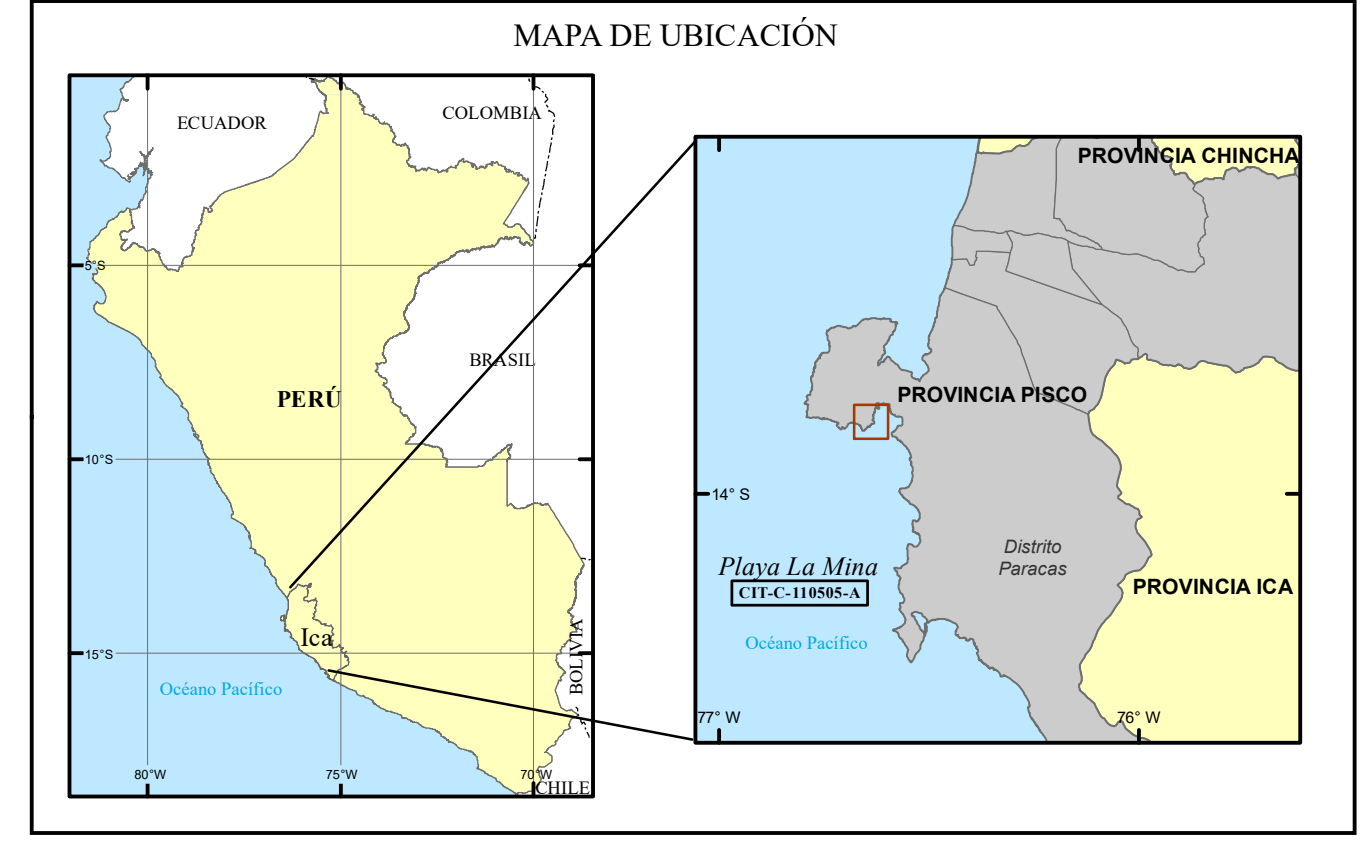 MAPA DE UBICACIÓN
ECUADOR
COLOMBIA
5°S
BRASIL
PERÚ
10°S
Ica
15°S
BOLIVIA
Océano Pacífico
80°W
75°W
70°W
CHILE
PROVINCIA CHINCHA
PROVINCIA PISCO
14° S
Distrito
Paracas
Playa La Mina
CIT-C-110505-A
PROVINCIA ICA
Océano Pacífico
77° W
76° W